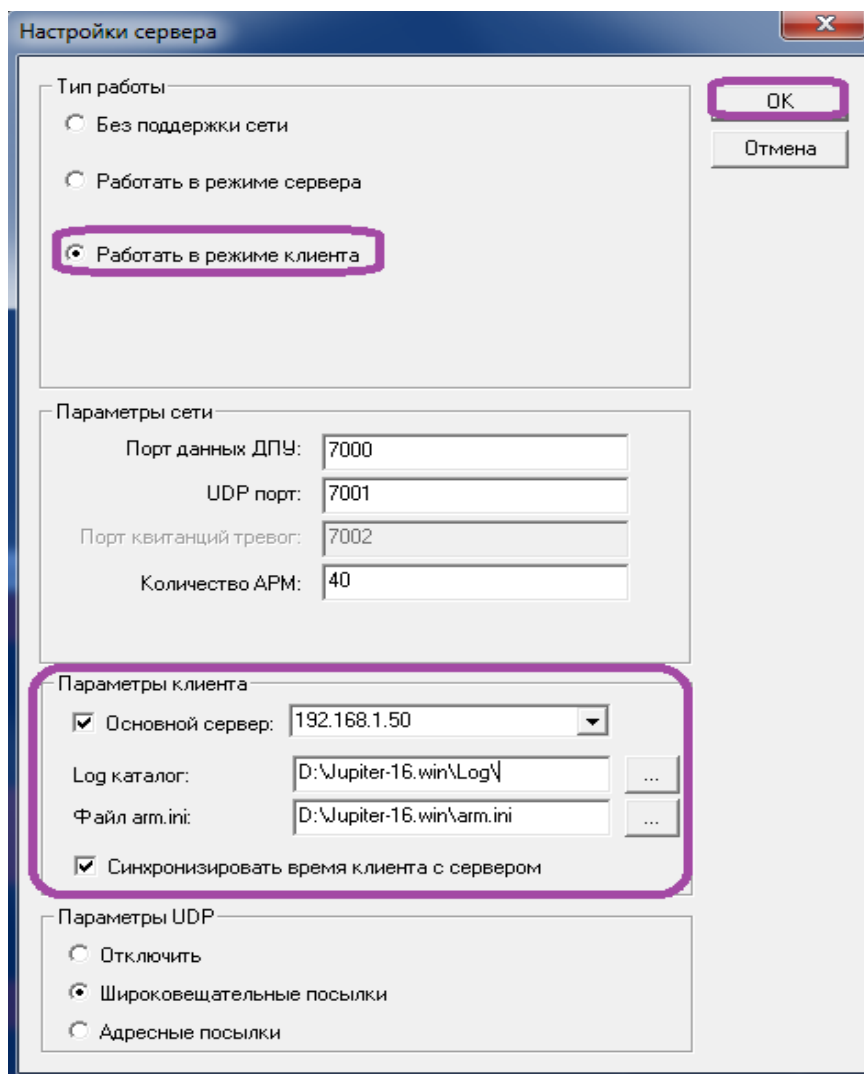 Настройки сервера
Тип работы
ОК
Без поддержки сети
Отмена
Работать в режиме сервера
Работать в режиме клиента
Параметры сети
Порт данных ДПУ: 7000
UDP порт: 7001
Порт квитанций тревог: 7002
Количество АРМ: 40
Параметры клиента
Основной сервер: 192.168.1.50
Log каталог: D:\Jupiter-16.win\Log\ ...
Файл arm.ini: D:\Jupiter-16.win\arm.ini ...
Синхронизировать время клиента с сервером
Параметры UDP
Отключить
Широковещательные посылки
Адресные посылки